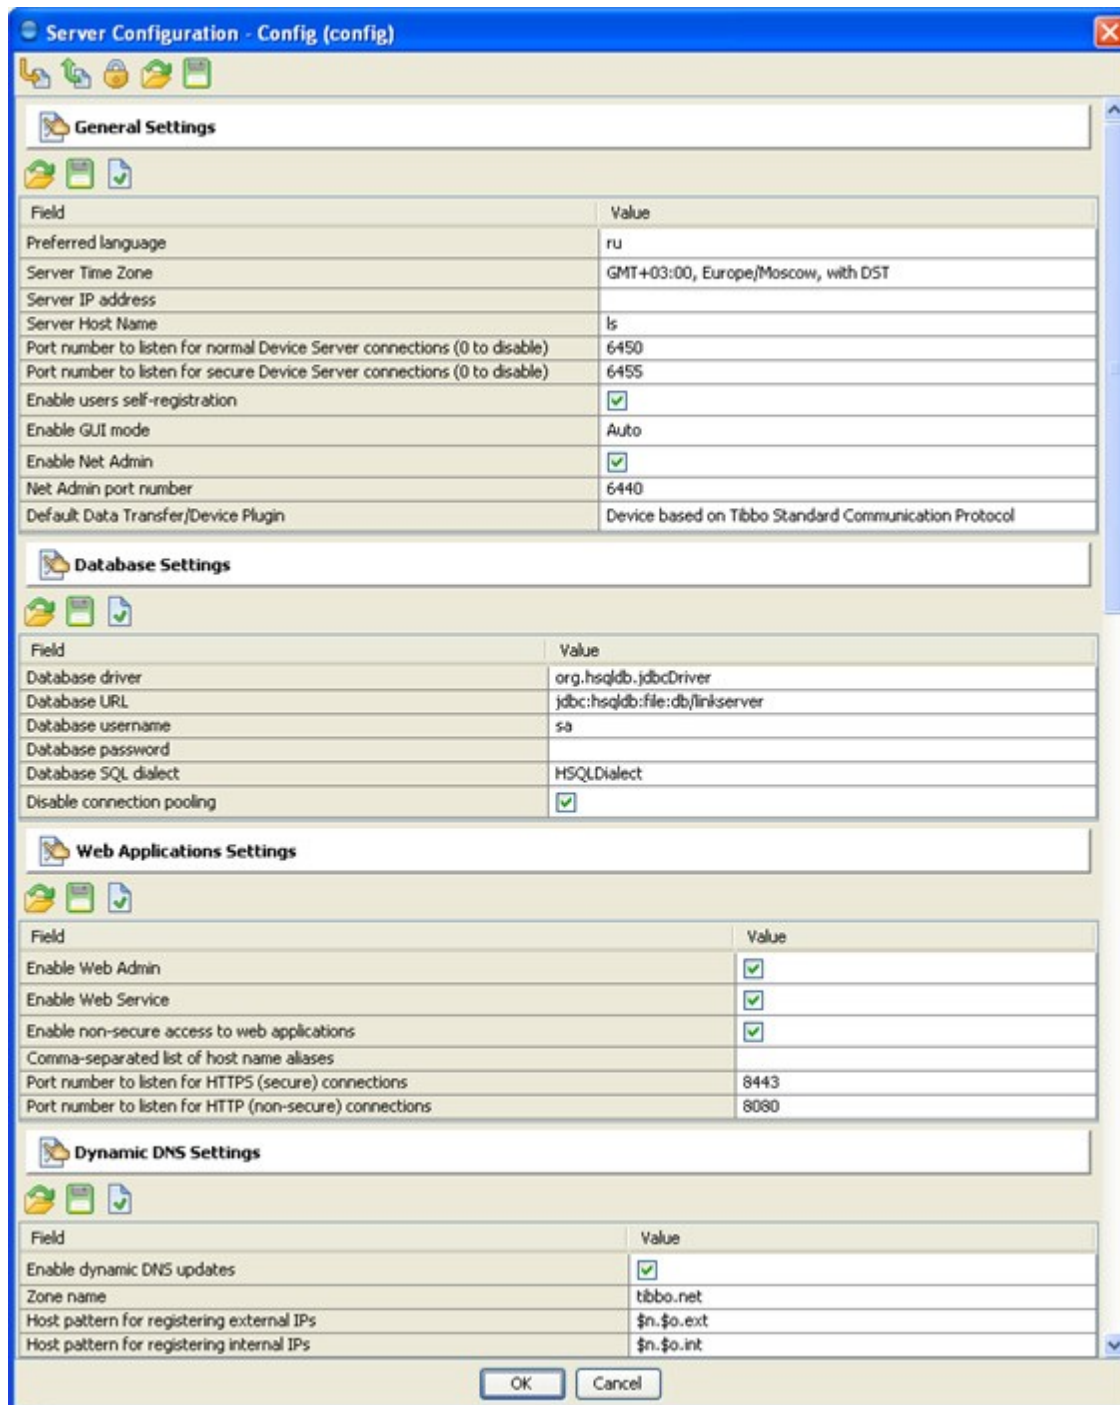 Server Configuration - Config (config)
General Settings
Field Value
Preferred language ru
Server Time Zone GMT+03:00, Europe/Moscow, with DST
Server IP address
Server Host Name ls
Port number to listen for normal Device Server connections (0 to disable) 6450
Port number to listen for secure Device Server connections (0 to disable) 6455
Enable users self-registration
Enable GUI mode Auto
Enable Net Admin
Net Admin port number 6440
Default Data Transfer/Device Plugin Device based on Tibbo Standard Communication Protocol
Database Settings
Field Value
Database driver org.hsqldb.jdbcDriver
Database URL jdbc:hsqldb:file:db/linkserver
Database username sa
Database password
Database SQL dialect HSQLDialect
Disable connection pooling
Web Applications Settings
Field Value
Enable Web Admin
Enable Web Service
Enable non-secure access to web applications
Comma-separated list of host name aliases
Port number to listen for HTTPS (secure) connections 8443
Port number to listen for HTTP (non-secure) connections 8080
Dynamic DNS Settings
Field Value
Enable dynamic DNS updates
Zone name tibbo.net
Host pattern for registering external IPs $n.$o.ext
Host pattern for registering internal IPs $n.$o.int
OK Cancel